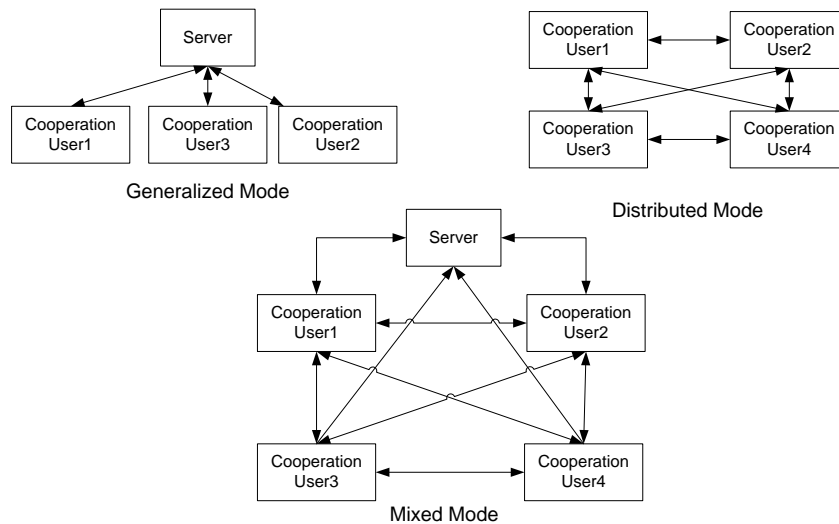 Server
Cooperation
User1
Cooperation
User3
Cooperation
User2
Generalized Mode
Cooperation
User1
Cooperation
User2
Cooperation
User3
Cooperation
User4
Distributed Mode
Server
Cooperation
User1
Cooperation
User2
Cooperation
User3
Cooperation
User4
Mixed Mode